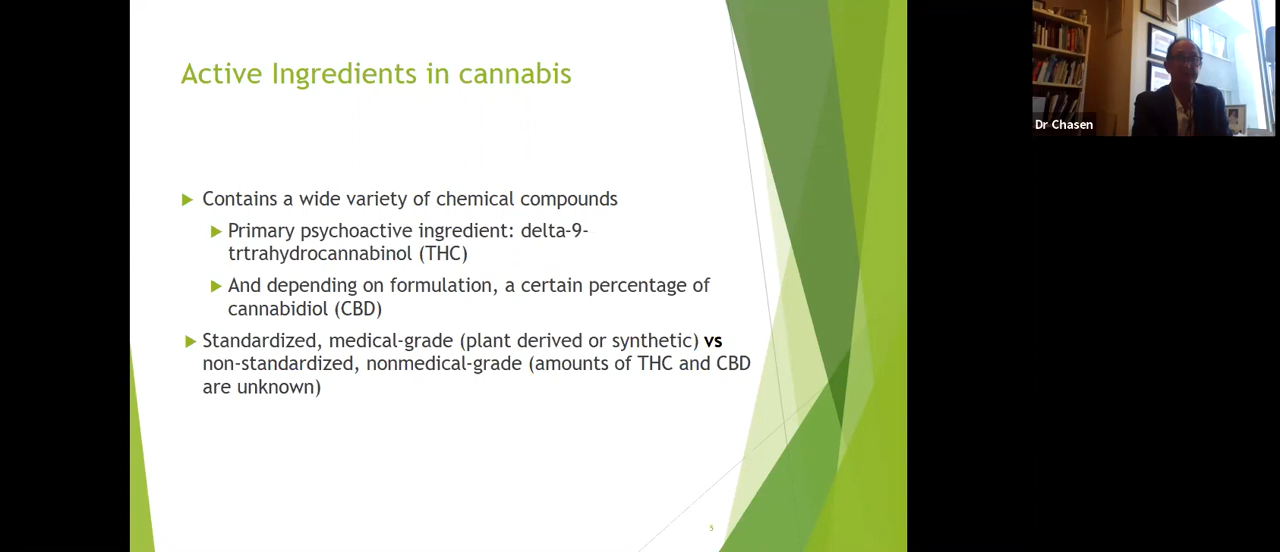 Active Ingredients in cannabis
Contains a wide variety of chemical compounds
Primary psychoactive ingredient: delta-9-
trtrahydrocannabinol (THC)
And depending on formulation, a certain percentage of
cannabidiol (CBD)
Standardized, medical-grade (plant derived or synthetic) vs
non-standardized, nonmedical-grade (amounts of THC and CBD
are unknown)
5
Dr Chasen